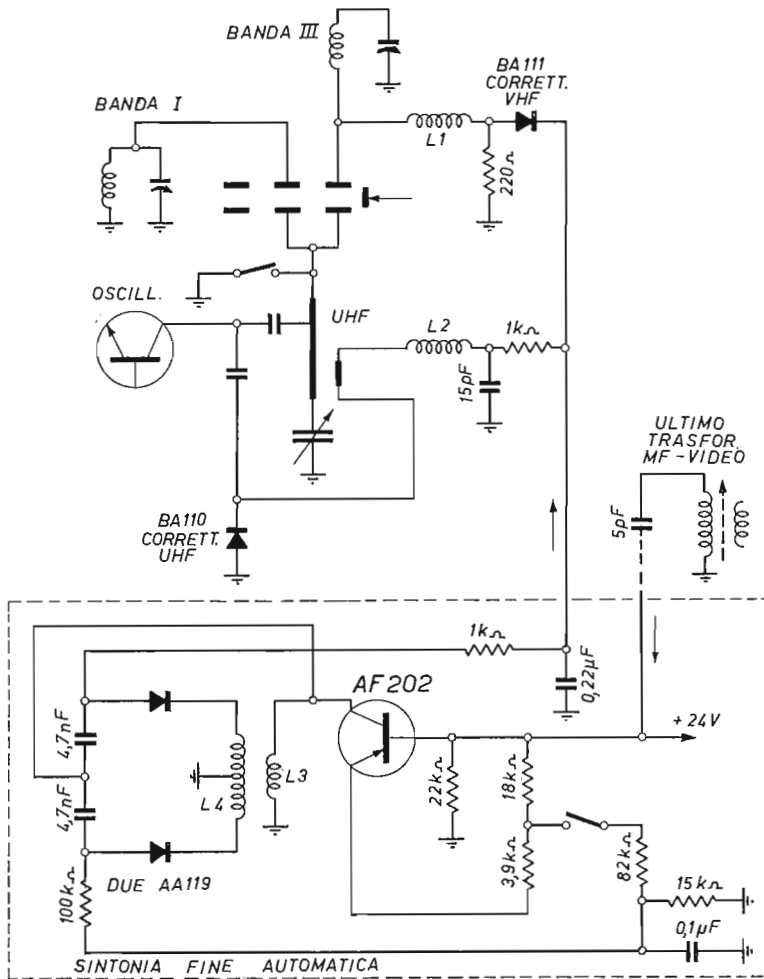 BANDA III
BA111
CORRETT.
VHF
BANDA I
L1
220Ω
OSCILL.
UHF
L2
1kΩ
15pF
ULTIMO
TRASFOR.
MF-VIDEO
5pF
BA110
CORRETT.
UHF
1kΩ
0,22µF
AF202
+24V
4,7nF
4,7nF
L4
L3
22kΩ
18kΩ
3,9kΩ
82kΩ
15kΩ
0,1µF
100kΩ
DUE AA119
SINTONIA FINE AUTOMATICA